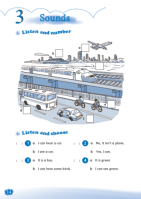 3 Sounds
Listen and number
Listen and choose
1 a I can hear a car.
b I see a car.
2 a No, it isn't a plane.
b Yes, I can.
3 a It is a bus.
b I can hear some birds.
4 a It is green.
b I can see green.